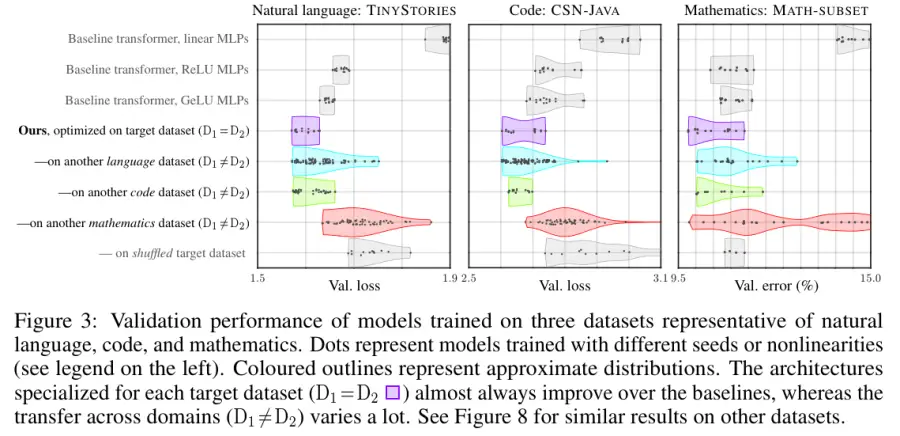 Natural language: TINYSTORIES
Code: CSN-JAVA
Mathematics: MATH-SUBSET
Baseline transformer, linear MLPs
Baseline transformer, ReLU MLPs
Baseline transformer, GeLU MLPs
Ours, optimized on target dataset (D₁=D₂)
—on another language dataset (D₁≠D₂)
—on another code dataset (D₁≠D₂)
—on another mathematics dataset (D₁≠D₂)
— on shuffled target dataset
1.5 1.9 2.5 3.1 9.5 15.0
Val. loss Val. loss Val. error (%)
Figure 3: Validation performance of models trained on three datasets representative of natural
language, code, and mathematics. Dots represent models trained with different seeds or nonlinearities
(see legend on the left). Coloured outlines represent approximate distributions. The architectures
specialized for each target dataset (D₁=D₂ ) almost always improve over the baselines, whereas the
transfer across domains (D₁≠D₂) varies a lot. See Figure 8 for similar results on other datasets.